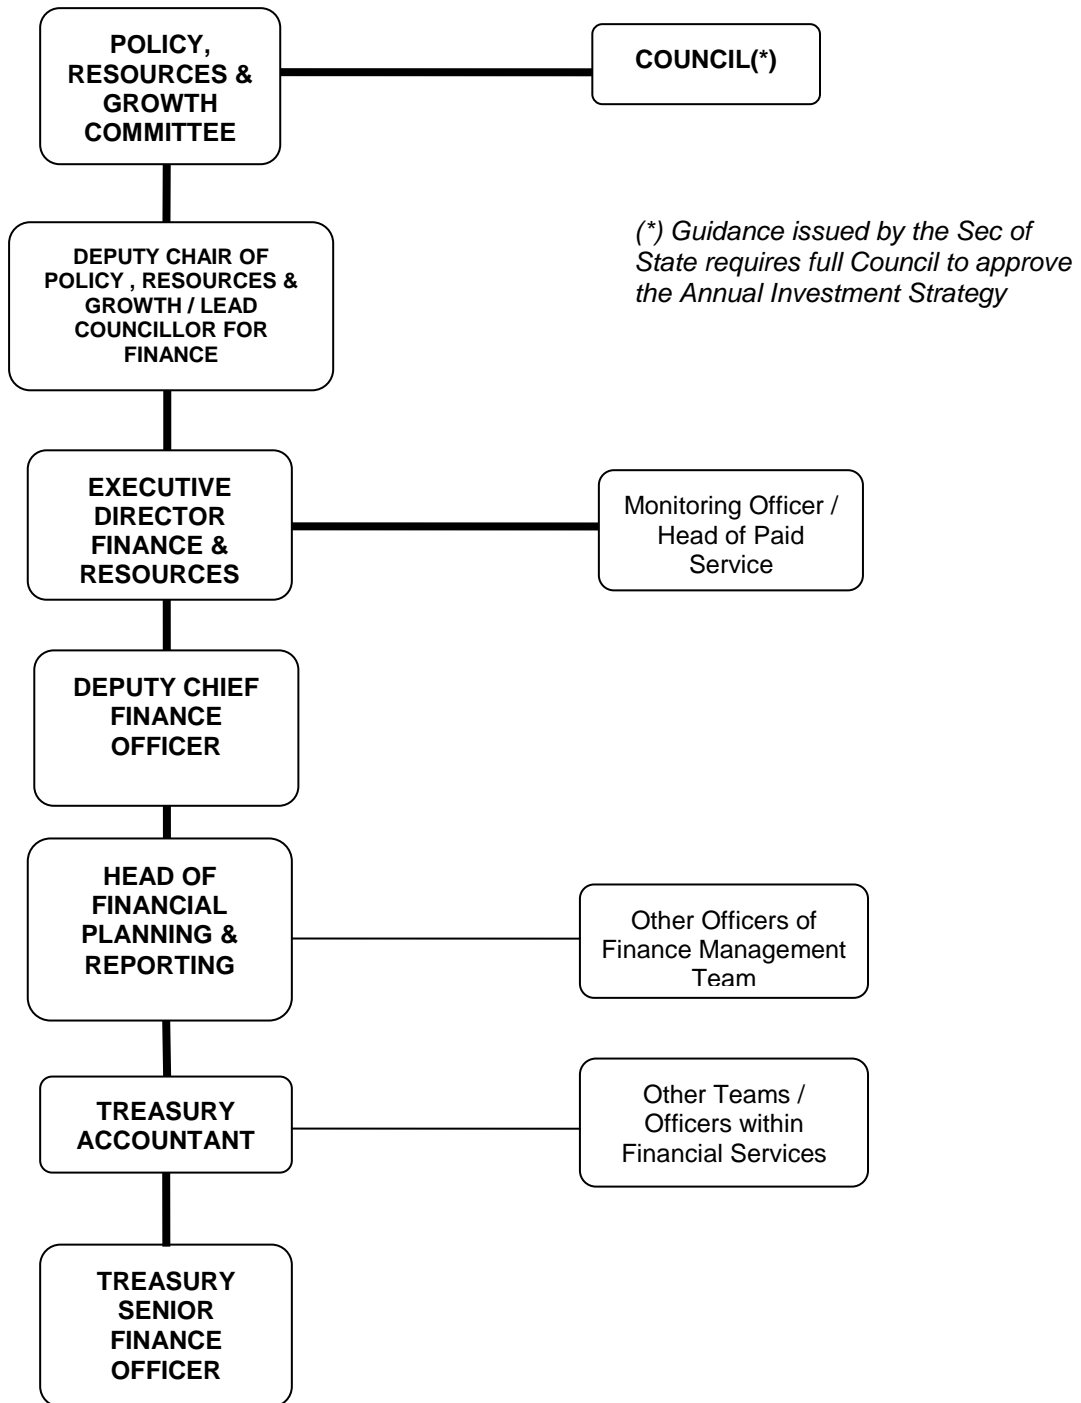 POLICY,
RESOURCES &
GROWTH
COMMITTEE
COUNCIL(*)
(*) Guidance issued by the Sec of
State requires full Council to approve
the Annual Investment Strategy
DEPUTY CHAIR OF
POLICY , RESOURCES &
GROWTH / LEAD
COUNCILLOR FOR
FINANCE
EXECUTIVE
DIRECTOR
FINANCE &
RESOURCES
Monitoring Officer /
Head of Paid
Service
DEPUTY CHIEF
FINANCE
OFFICER
HEAD OF
FINANCIAL
PLANNING &
REPORTING
Other Officers of
Finance Management
Team
TREASURY
ACCOUNTANT
Other Teams /
Officers within
Financial Services
TREASURY
SENIOR
FINANCE
OFFICER